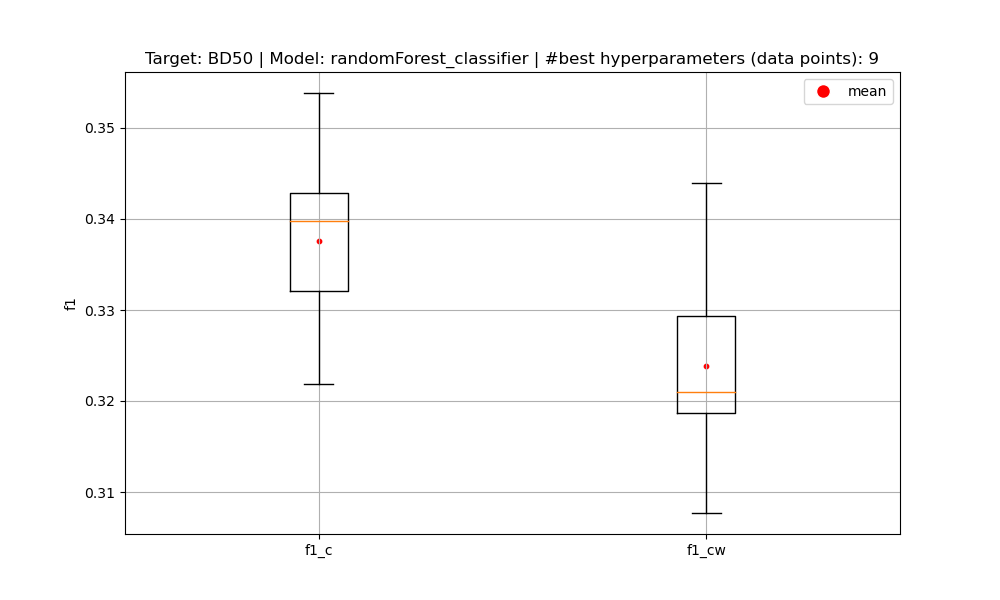 Target: BD50 | Model: randomForest_classifier | #best hyperparameters (data points): 9
mean
0.35
0.34
0.33
0.32
0.31
f1
f1_c
f1_cw